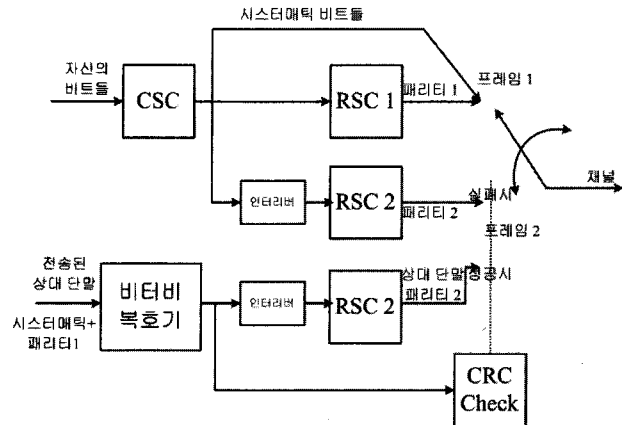 시스터매틱 비트들
자신의
비트들
CSC
RSC 1
패리티 1
프레임 1
채널
인터리버
RSC 2
패리티 2
실패시
프레임 2
전송된
상대 단말
시스터매틱+
패리티1
비터비
복호기
인터리버
RSC 2
상대 단말
패리티 2
성공시
CRC
Check